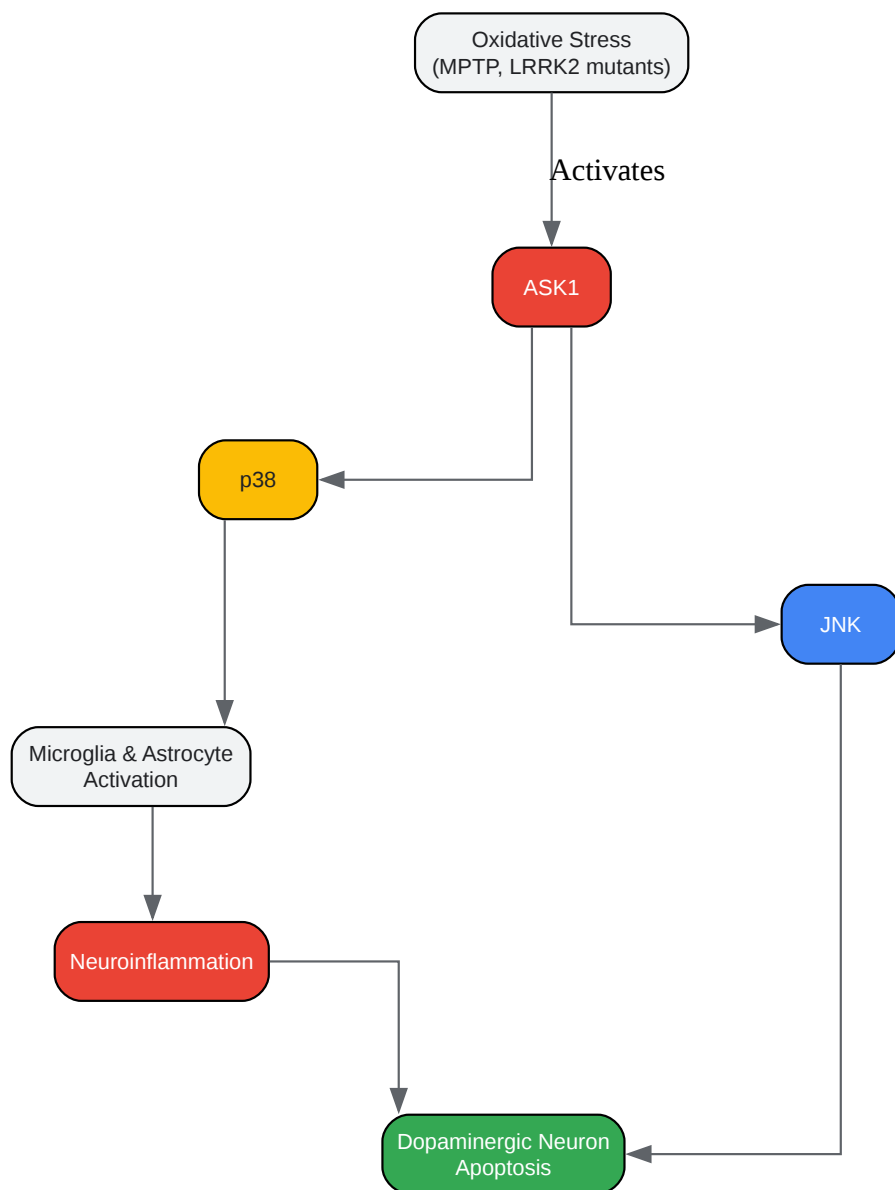 Oxidative Stress
(MPTP, LRRK2 mutants)
Activates
ASK1
p38
JNK
Microglia & Astrocyte
Activation
Neuroinflammation
Dopaminergic Neuron
Apoptosis